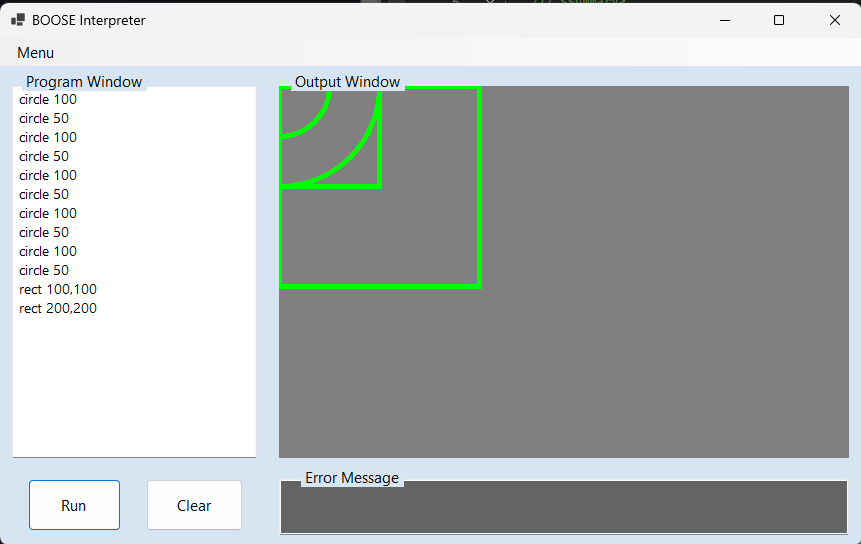 BOOSE Interpreter
Menu
Program Window
circle 100
circle 50
circle 100
circle 50
circle 100
circle 50
circle 100
circle 50
circle 100
circle 50
rect 100,100
rect 200,200
Output Window
Error Message
Run
Clear